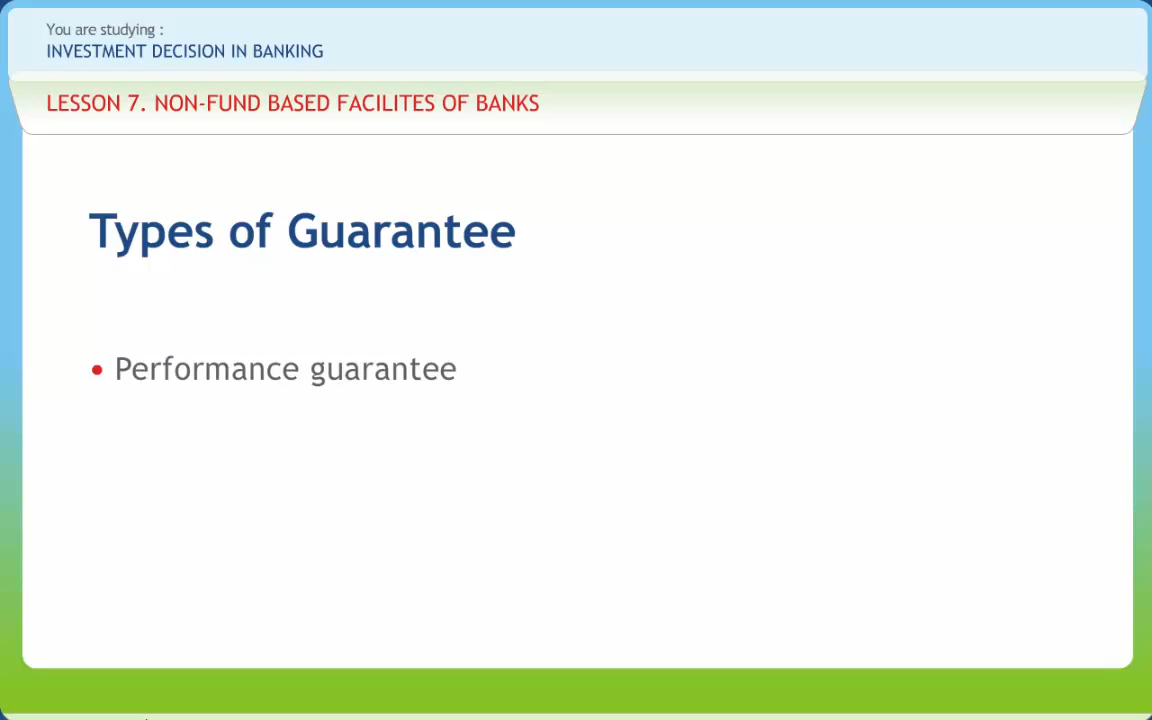 You are studying :
INVESTMENT DECISION IN BANKING
LESSON 7. NON-FUND BASED FACILITES OF BANKS
Types of Guarantee
• Performance guarantee